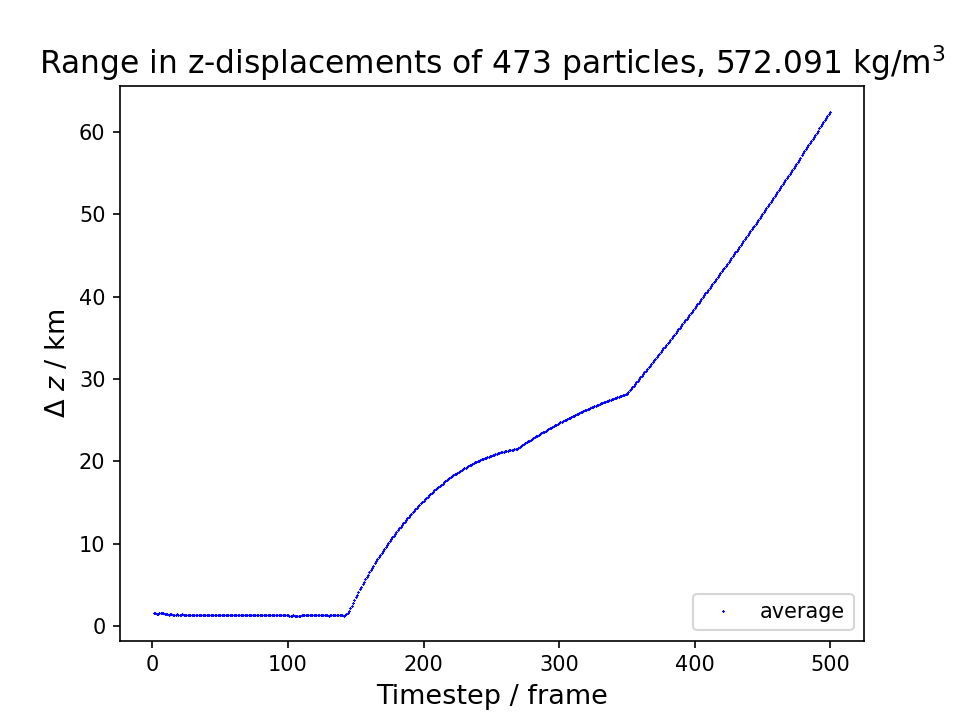 Range in z-displacements of 473 particles, 572.091 kg/m³
60
50
40
30
20
10
0
Δ z / km
average
0 100 200 300 400 500
Timestep / frame